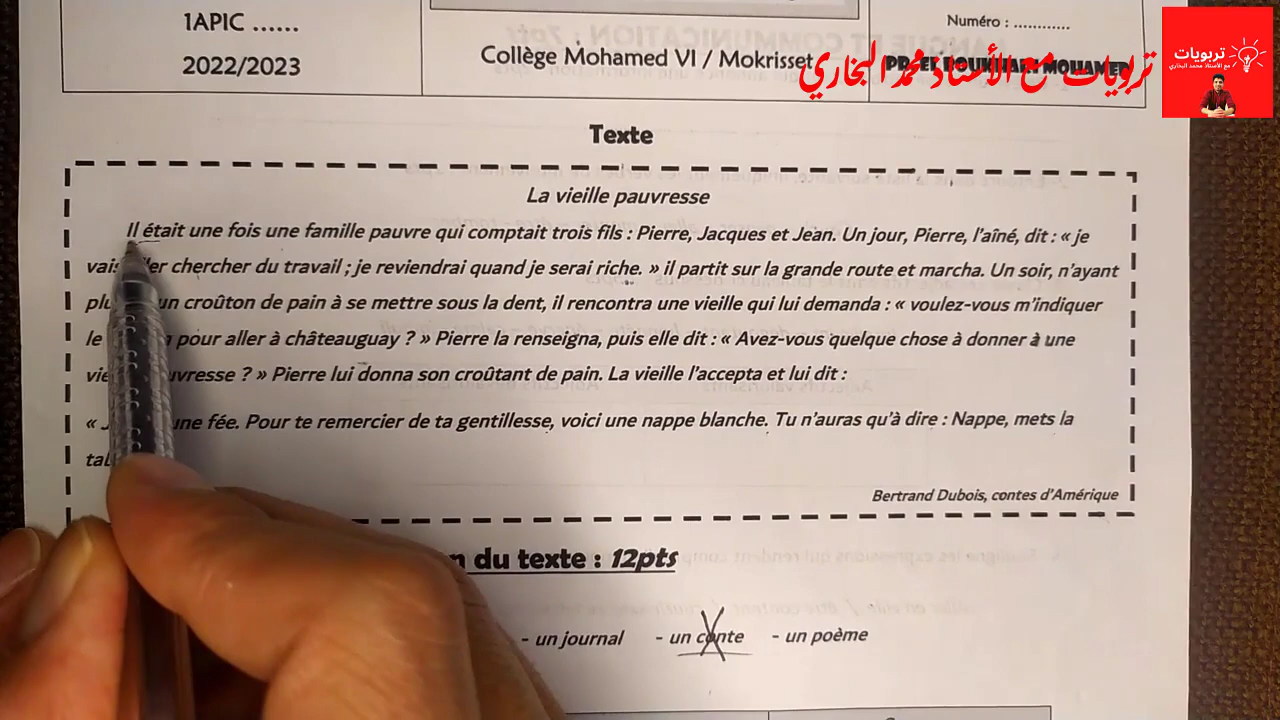 1APIC ......
2022/2023
Collège Mohamed VI / Mokrisset
Numéro : ............
تربويات مع الأستاذ محمد البخاري
تربويات
مع الأستاذ محمد البخاري
Texte
La vieille pauvresse
Il était une fois une famille pauvre qui comptait trois fils : Pierre, Jacques et Jean. Un jour, Pierre, l'aîné, dit : « je
chercher du travail ; je reviendrai quand je serai riche. » il partit sur la grande route et marcha. Un soir, n'ayant
un croûton de pain à se mettre sous la dent, il rencontra une vieille qui lui demanda : « voulez-vous m'indiquer
le pour aller à châteauguay ? » Pierre la renseigna, puis elle dit : « Avez-vous quelque chose à donner à une
? » Pierre lui donna son croûtant de pain. La vieille l'accepta et lui dit :
« une fée. Pour te remercier de ta gentillesse, voici une nappe blanche. Tu n'auras qu'à dire : Nappe, mets la
Bertrand Dubois, contes d'Amérique
du texte : 12pts
- un journal - un conte - un poème